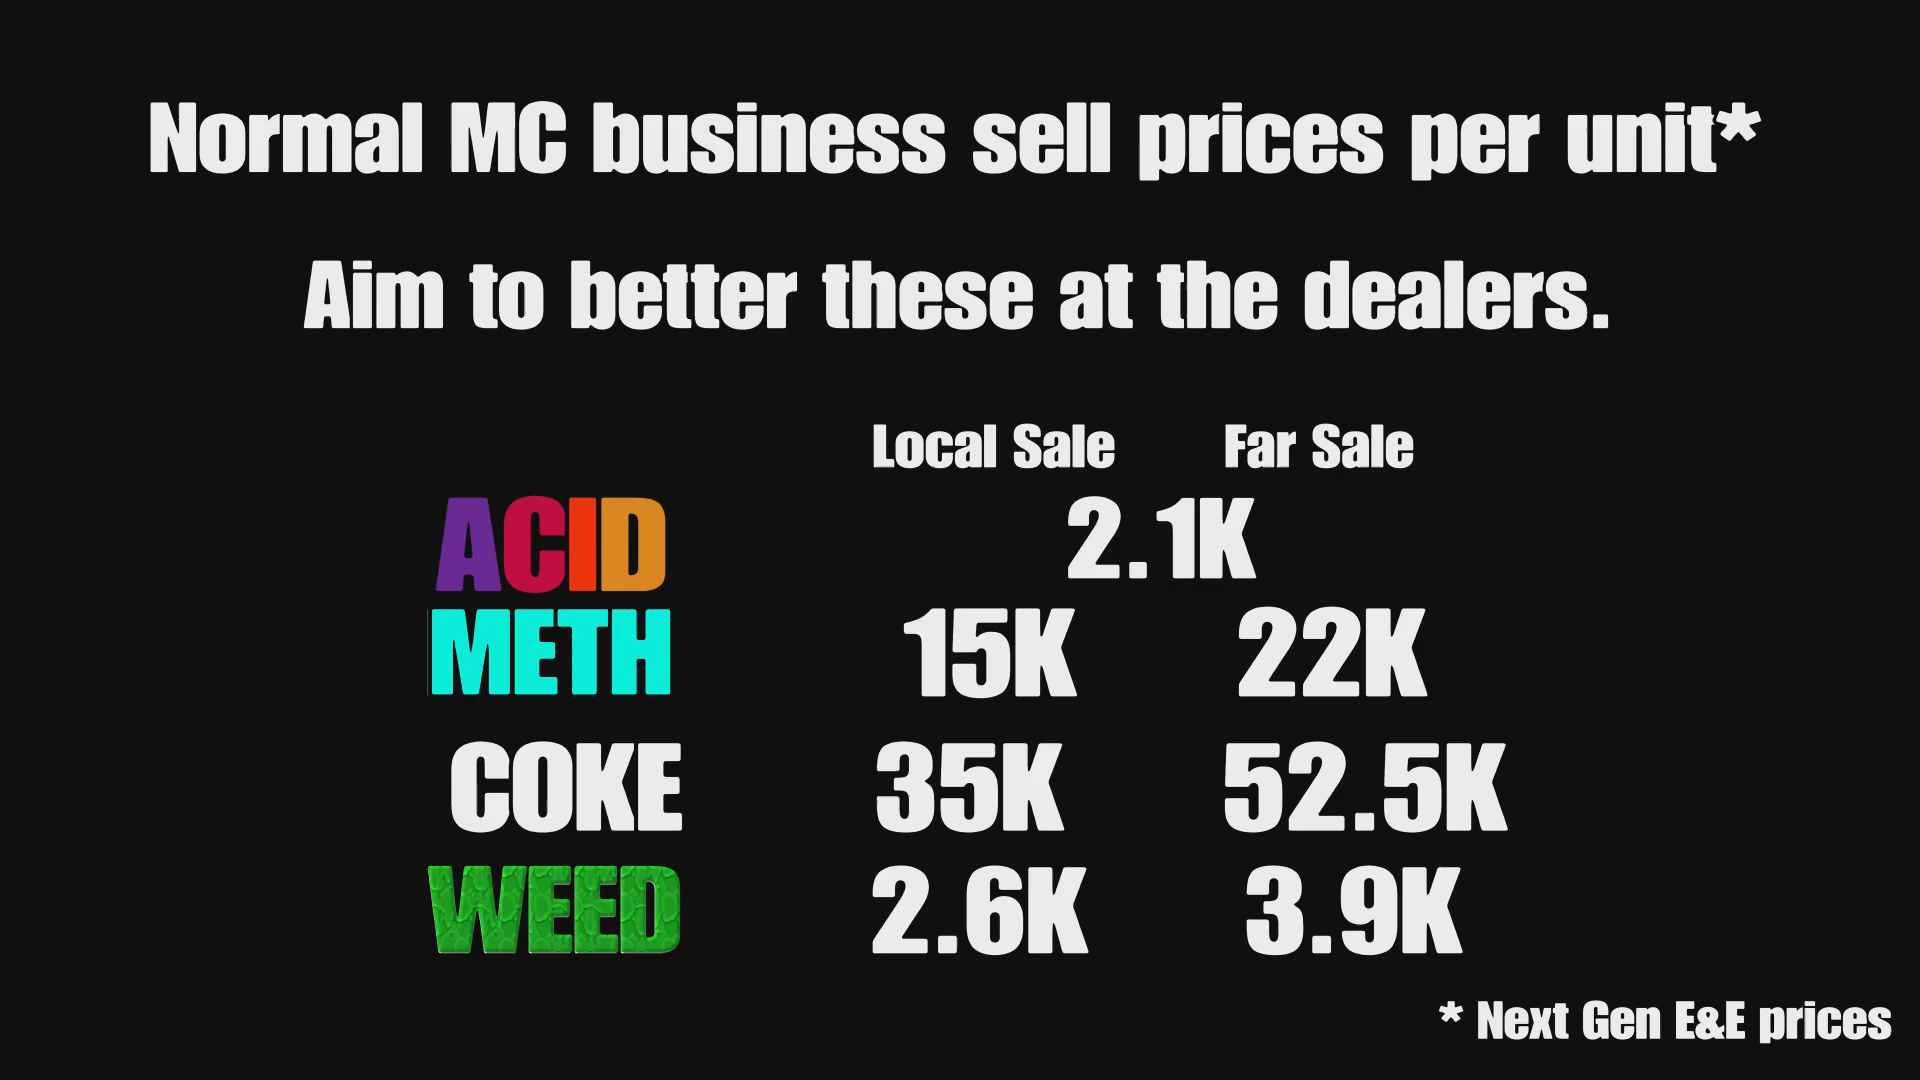 Normal MC business sell prices per unit*
Aim to better these at the dealers.
Local Sale Far Sale
ACID 2.1K
METH 15K 22K
COKE 35K 52.5K
WEED 2.6K 3.9K
* Next Gen E&E prices